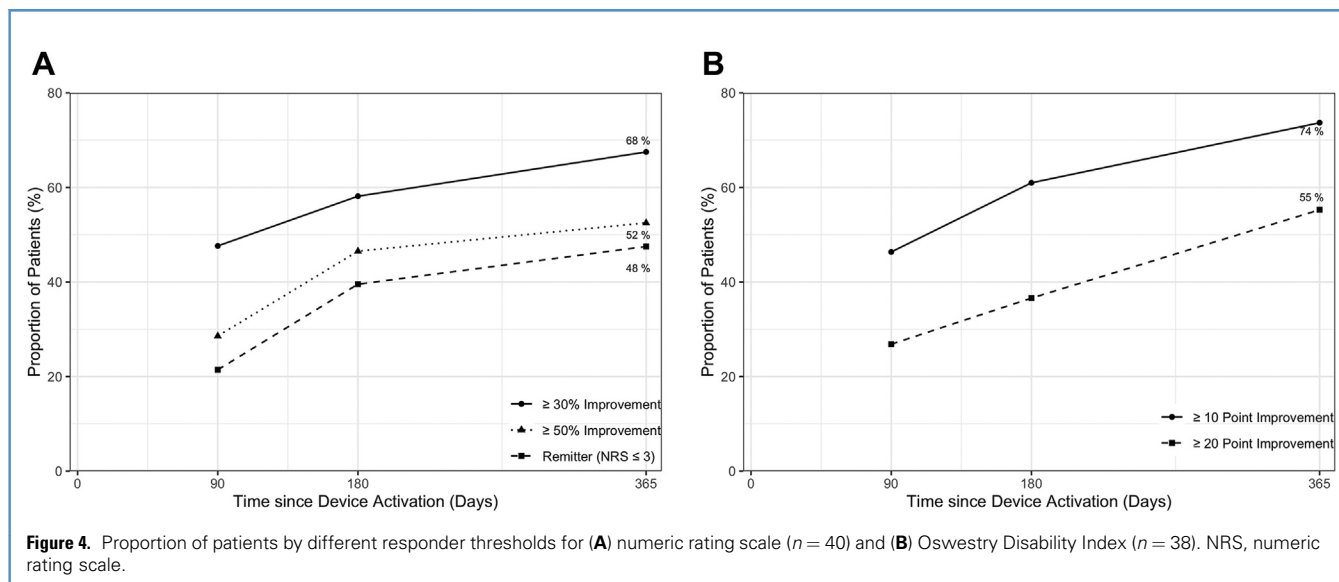 A
80
60
40
20
0
0
90
180
365
Proportion of Patients (%)
Time since Device Activation (Days)
68 %
52 %
48 %
≥ 30% Improvement
≥ 50% Improvement
Remitter (NRS ≤ 3)
B
80
60
40
20
0
0
90
180
365
Proportion of Patients (%)
Time since Device Activation (Days)
74 %
55 %
≥ 10 Point Improvement
≥ 20 Point Improvement
Figure 4. Proportion of patients by different responder thresholds for (A) numeric rating scale (n = 40) and (B) Oswestry Disability Index (n = 38). NRS, numeric
rating scale.